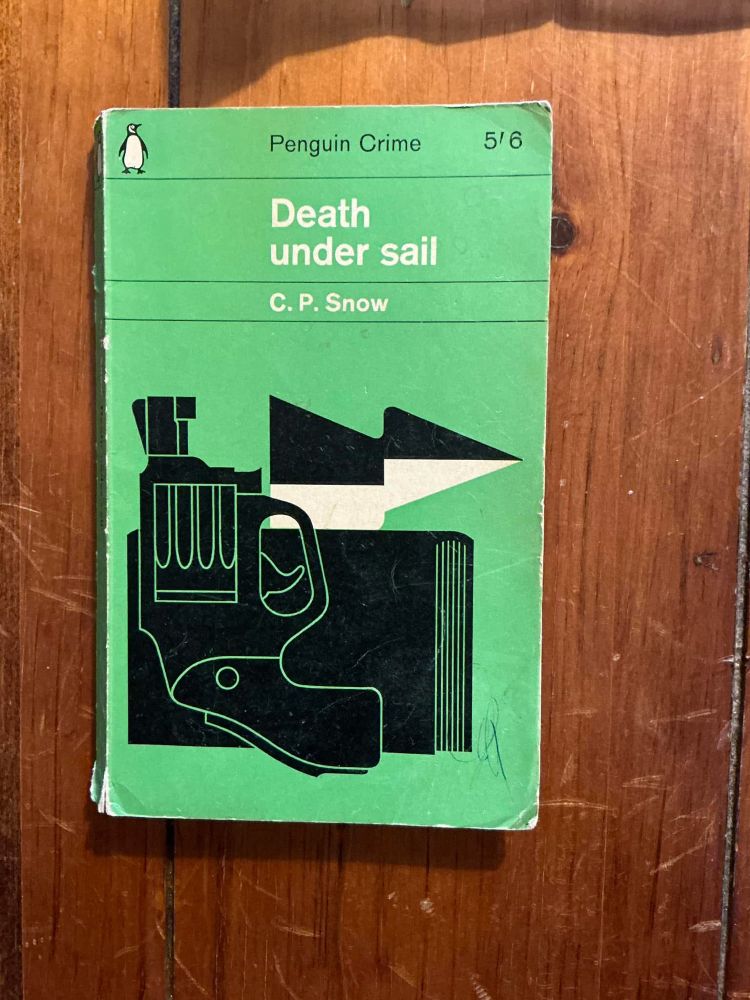 Penguin Crime 5/6
Death
under sail
C. P. Snow